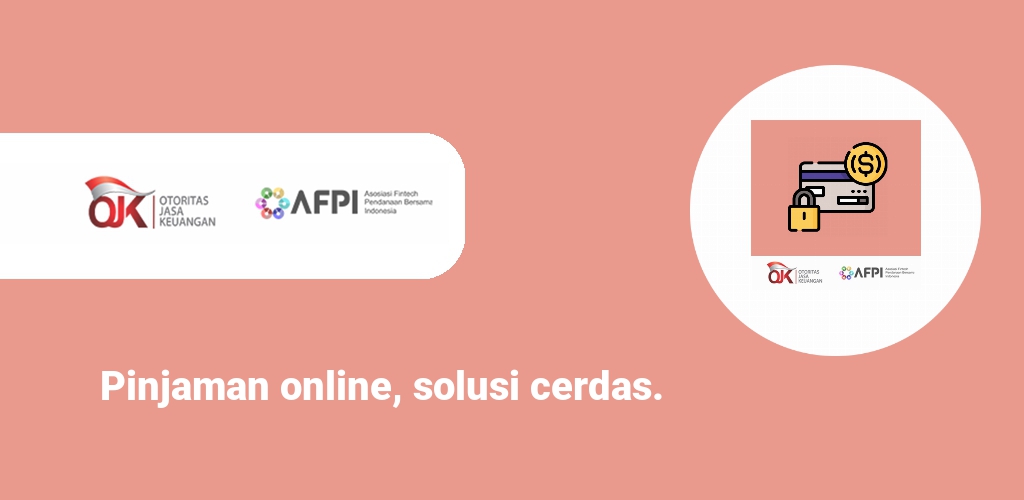 OJK
OTORITAS
JASA
KEUANGAN
AFPI
Asosiasi Fintech
Pendanaan Bersama
Indonesia
OJK
OTORITAS
JASA
KEUANGAN
AFPI
Asosiasi Fintech
Pendanaan Bersama
Indonesia
Pinjaman online, solusi cerdas.